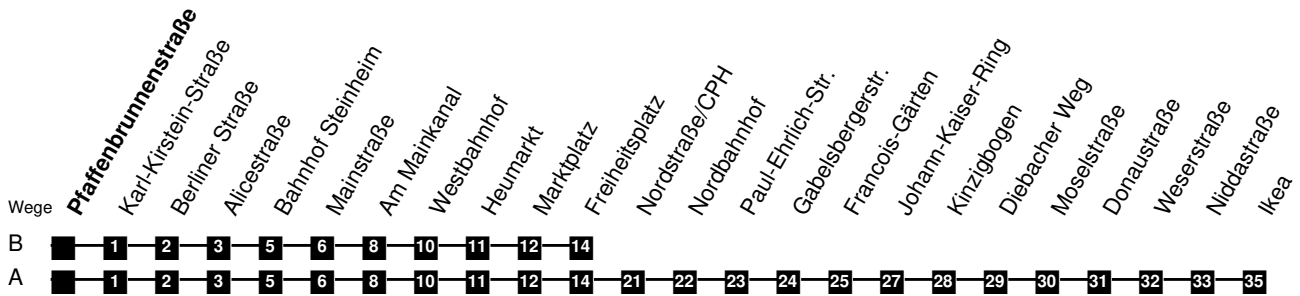 Pfaffenbrunnenstraße
Karl-Kirstein-Straße
Berliner Straße
Alicestraße
Bahnhof Steinheim
Mainstraße
Am Mainkanal
Westbahnhof
Heumarkt
Marktplatz
Freiheitsplatz
Nordstraße/CPH
Nordbahnhof
Paul-Ehrlich-Str.
Gabelsbergerstr.
Francois-Gärten
Johann-Kaiser-Ring
Kinzigbogen
Diebacher Weg
Moselstraße
Donaustraße
Weserstraße
Niddastraße
Ikea
Wege
B 1 2 3 5 6 8 10 11 12 14
A 1 2 3 5 6 8 10 11 12 14 21 22 23 24 25 27 28 29 30 31 32 33 35